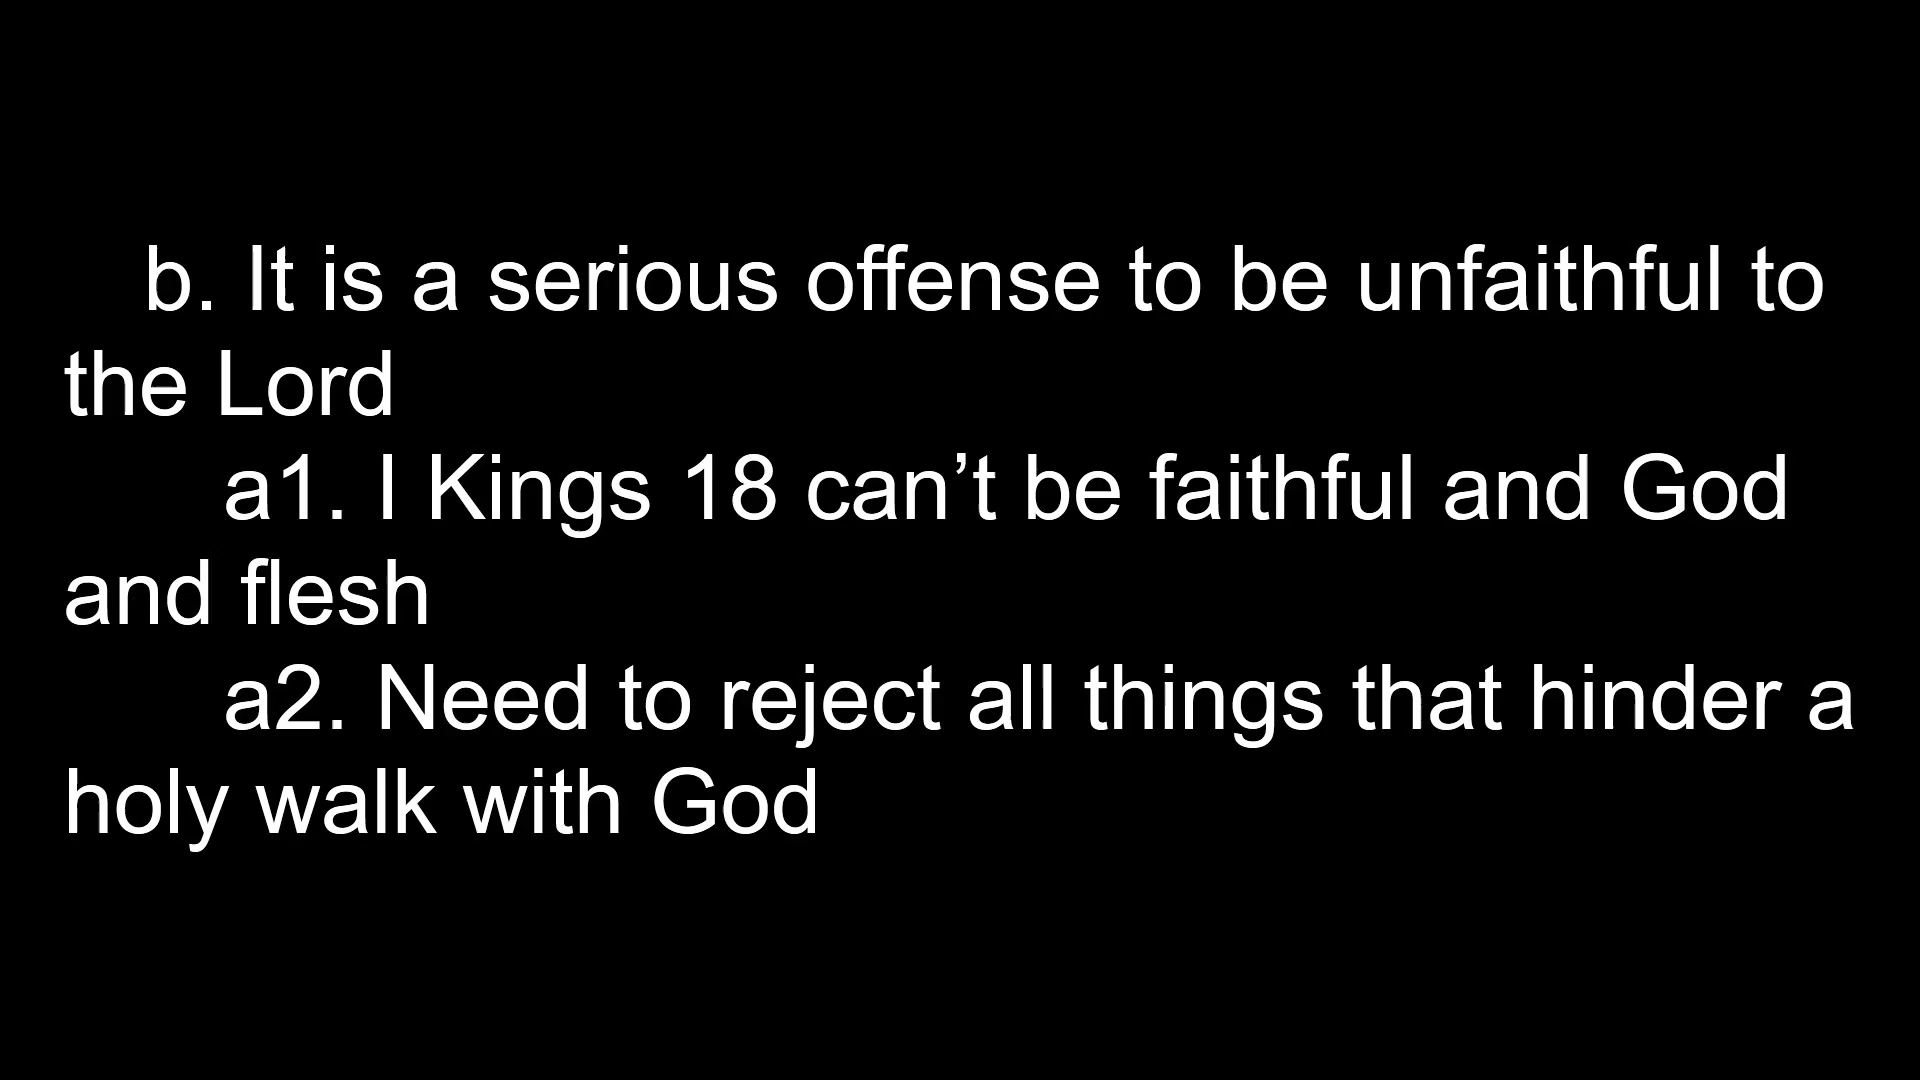 b. It is a serious offense to be unfaithful to
the Lord
a1. I Kings 18 can’t be faithful and God
and flesh
a2. Need to reject all things that hinder a
holy walk with God